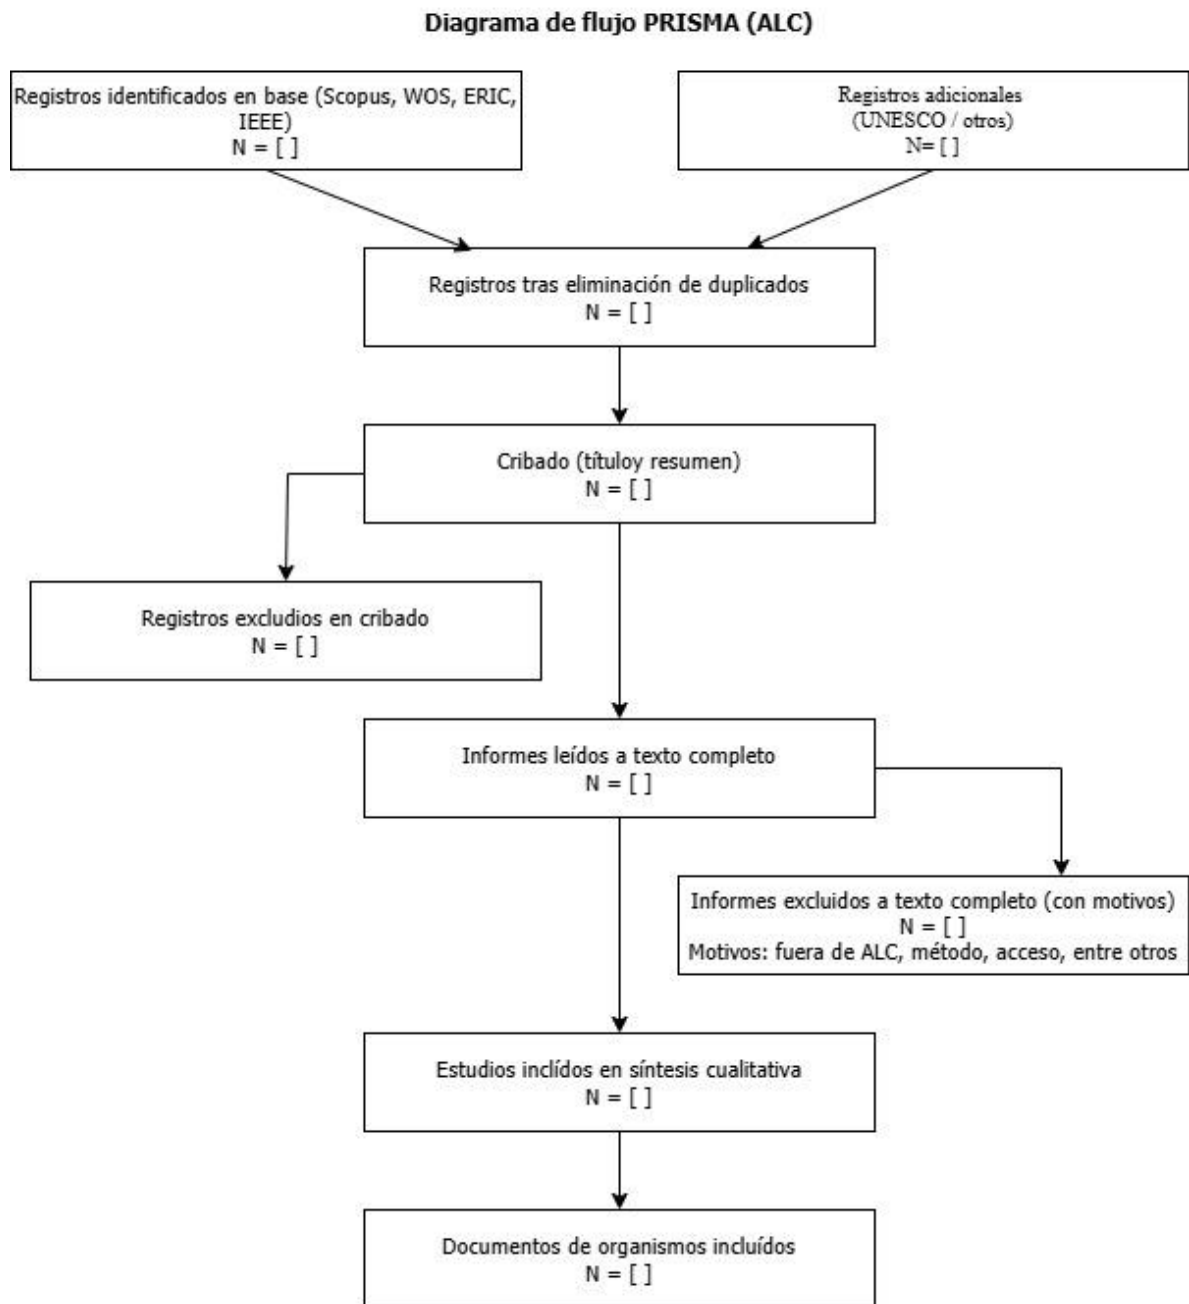 Diagrama de flujo PRISMA (ALC)
Registros identificados en base (Scopus, WOS, ERIC,
IEEE)
N = [ ]
Registros adicionales
(UNESCO / otros)
N= [ ]
Registros tras eliminación de duplicados
N = [ ]
Cribado (títuloy resumen)
N = [ ]
Registros excludios en cribado
N = [ ]
Informes leídos a texto completo
N = [ ]
Informes excluidos a texto completo (con motivos)
N = [ ]
Motivos: fuera de ALC, método, acceso, entre otros
Estudios inclídos en síntesis cualitativa
N = [ ]
Documentos de organismos incluídos
N = [ ]